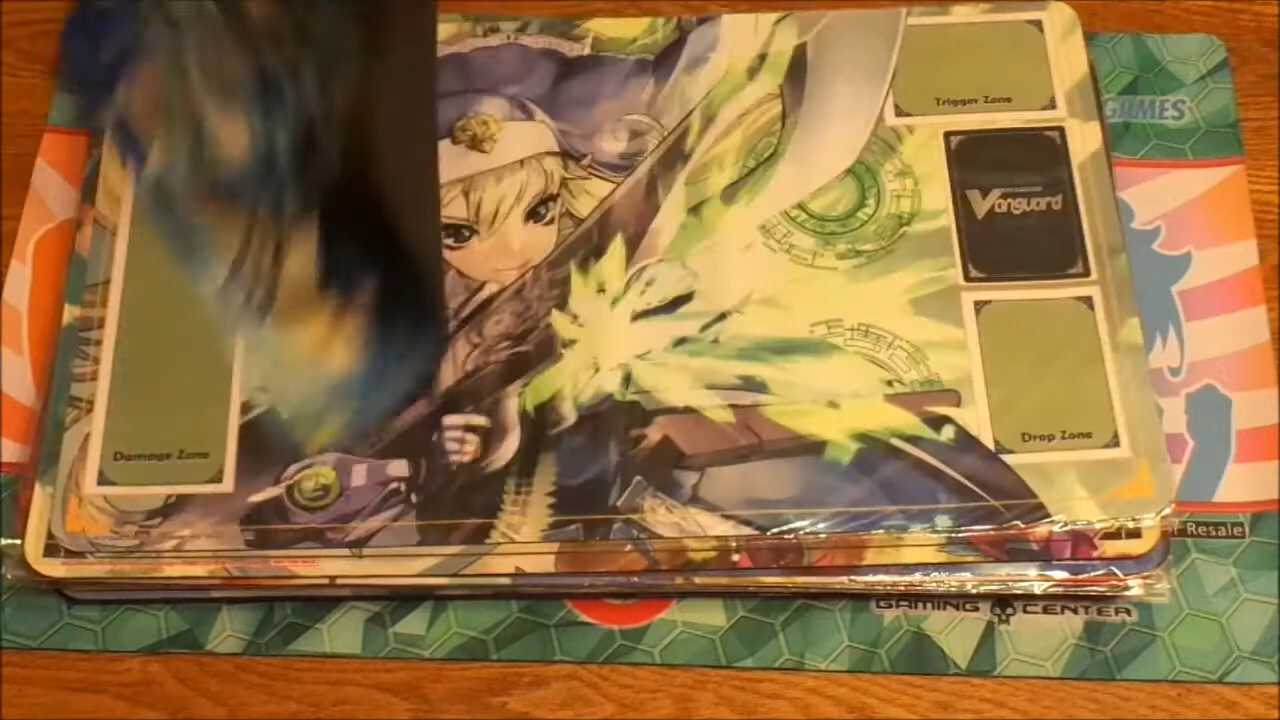 Trigger Zone
GAMES
Vanguard
Damage Zone
Drop Zone
r Resale
GAMING CENTER